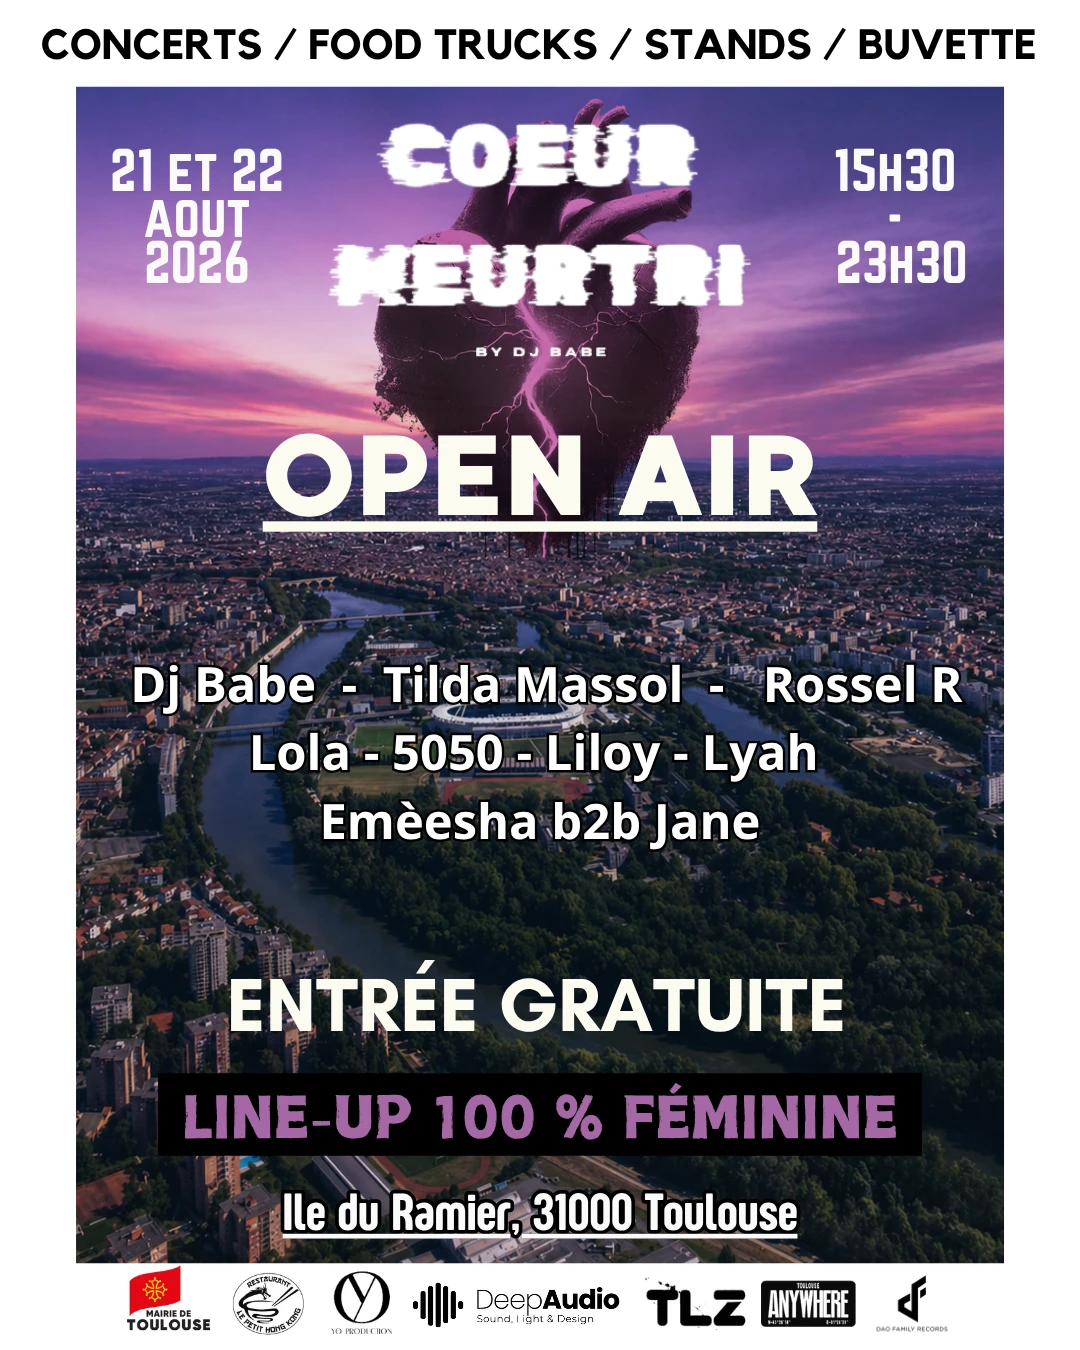 CONCERTS / FOOD TRUCKS / STANDS / BUVETTE
21 ET 22
AOUT
2026
COEUR
MEURTRI
BY DJ BABE
15H30
-
23H30
OPEN AIR
Dj Babe - Tilda Massol - Rossel R
Lola - 5050 - Liloy - Lyah
Emèesha b2b Jane
ENTRÉE GRATUITE
LINE-UP 100 % FÉMININE
Ile du Ramier, 31000 Toulouse
MAIRIE DE
TOULOUSE
RESTAURANT
LE PETIT HONG KONG
YO PRODUCTION
DeepAudio
Sound, Light & Design
TLZ
TOULOUSE
ANYWHERE
DAO FAMILY RECORDS